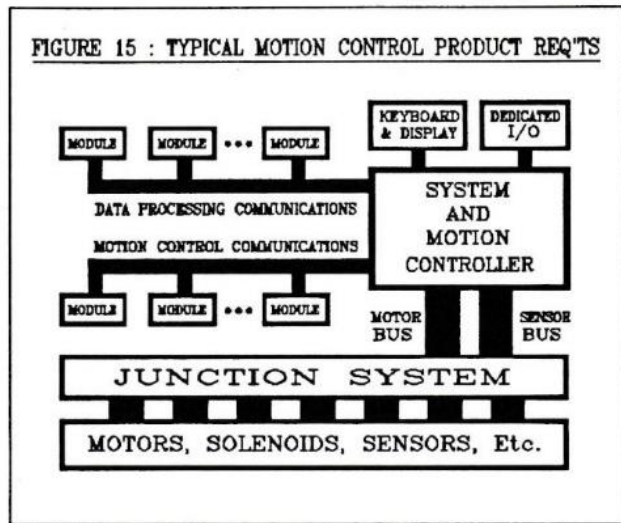 FIGURE 15 : TYPICAL MOTION CONTROL PRODUCT REQ'TS
KEYBOARD
& DISPLAY
DEDICATED
I/O
MODULE
MODULE
•••
MODULE
DATA PROCESSING COMMUNICATIONS
SYSTEM
AND
MOTION
CONTROLLER
MOTION CONTROL COMMUNICATIONS
MODULE
MODULE
•••
MODULE
MOTOR
BUS
SENSOR
BUS
JUNCTION SYSTEM
MOTORS, SOLENOIDS, SENSORS, Etc.